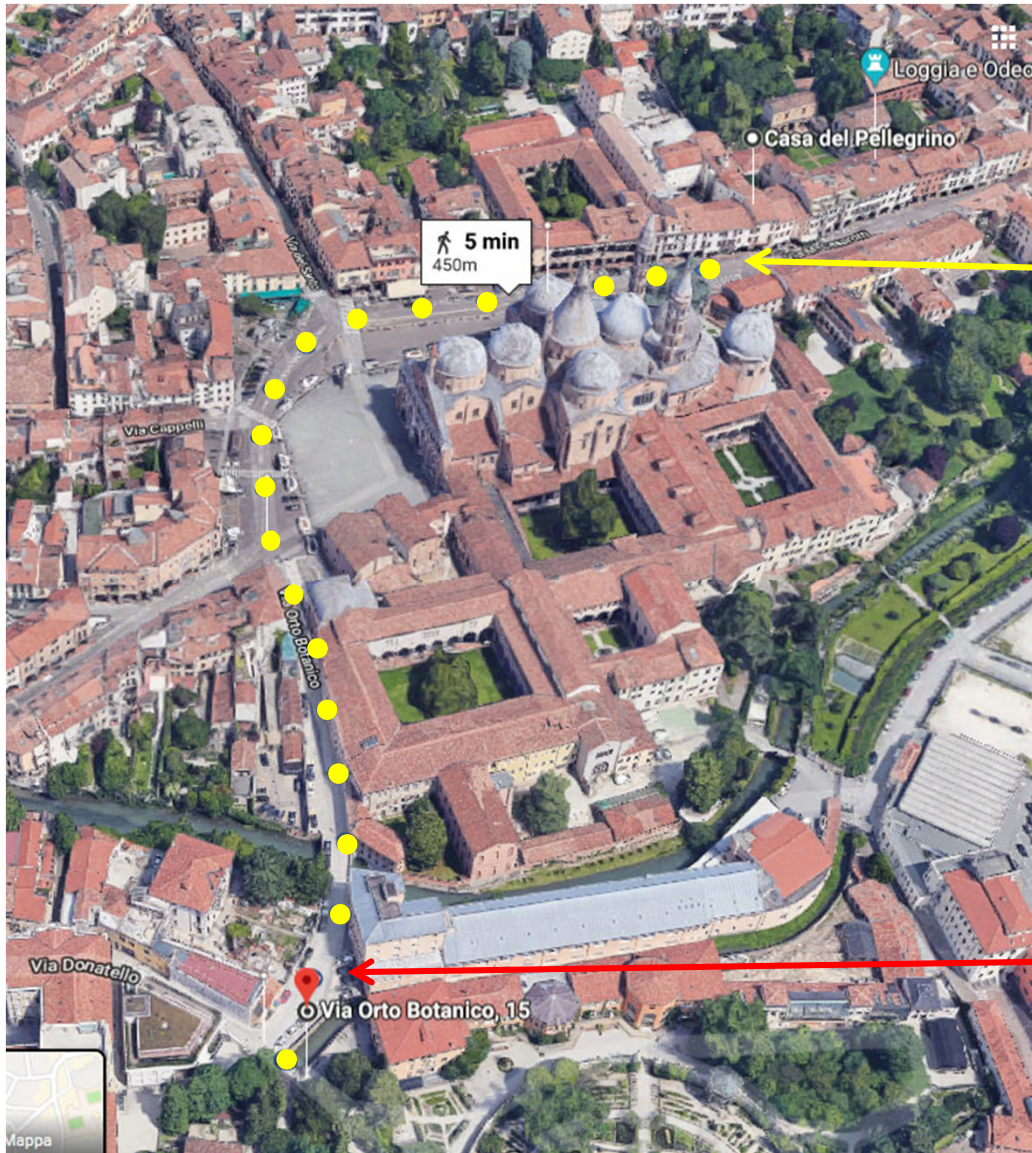 Loggia e Odeo
Casa del Pellegrino
5 min
450m
Via Cappelli
Via Orto Botanico
Via Donatello
Via Orto Botanico, 15
Mappa